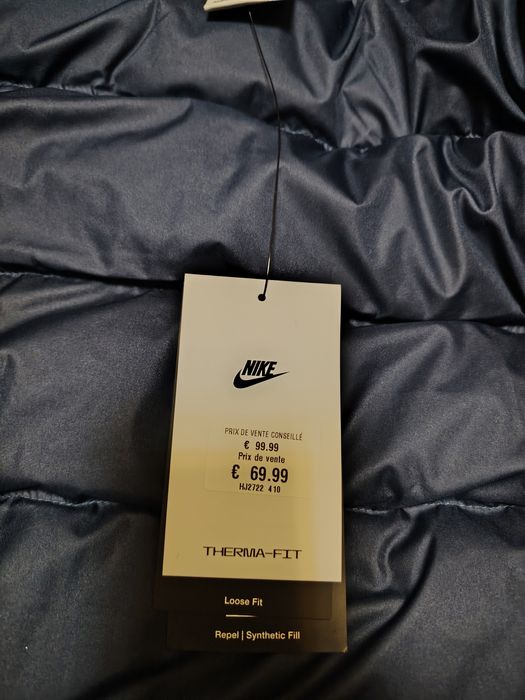 NIKE
PRIX DE VENTE CONSEILLÉ
€ 99.99
Prix de vente
€ 69.99
HJ2722 410
THERMA-FIT
Loose Fit
Repel | Synthetic Fill